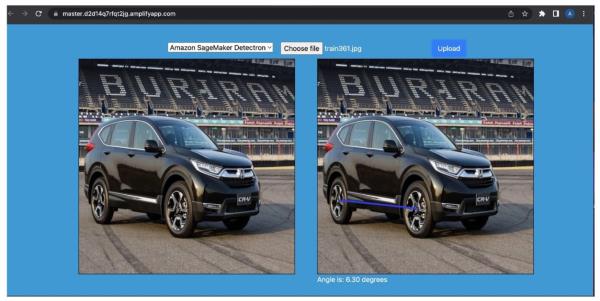 master.d2d14q7rfqt2jg.amplifyapp.com
A
Amazon SageMaker Detectron
Choose file
train361.jpg
Upload
BURIRAM
BURIRAM
CR-V
CR-V
Angle is: 6.30 degrees